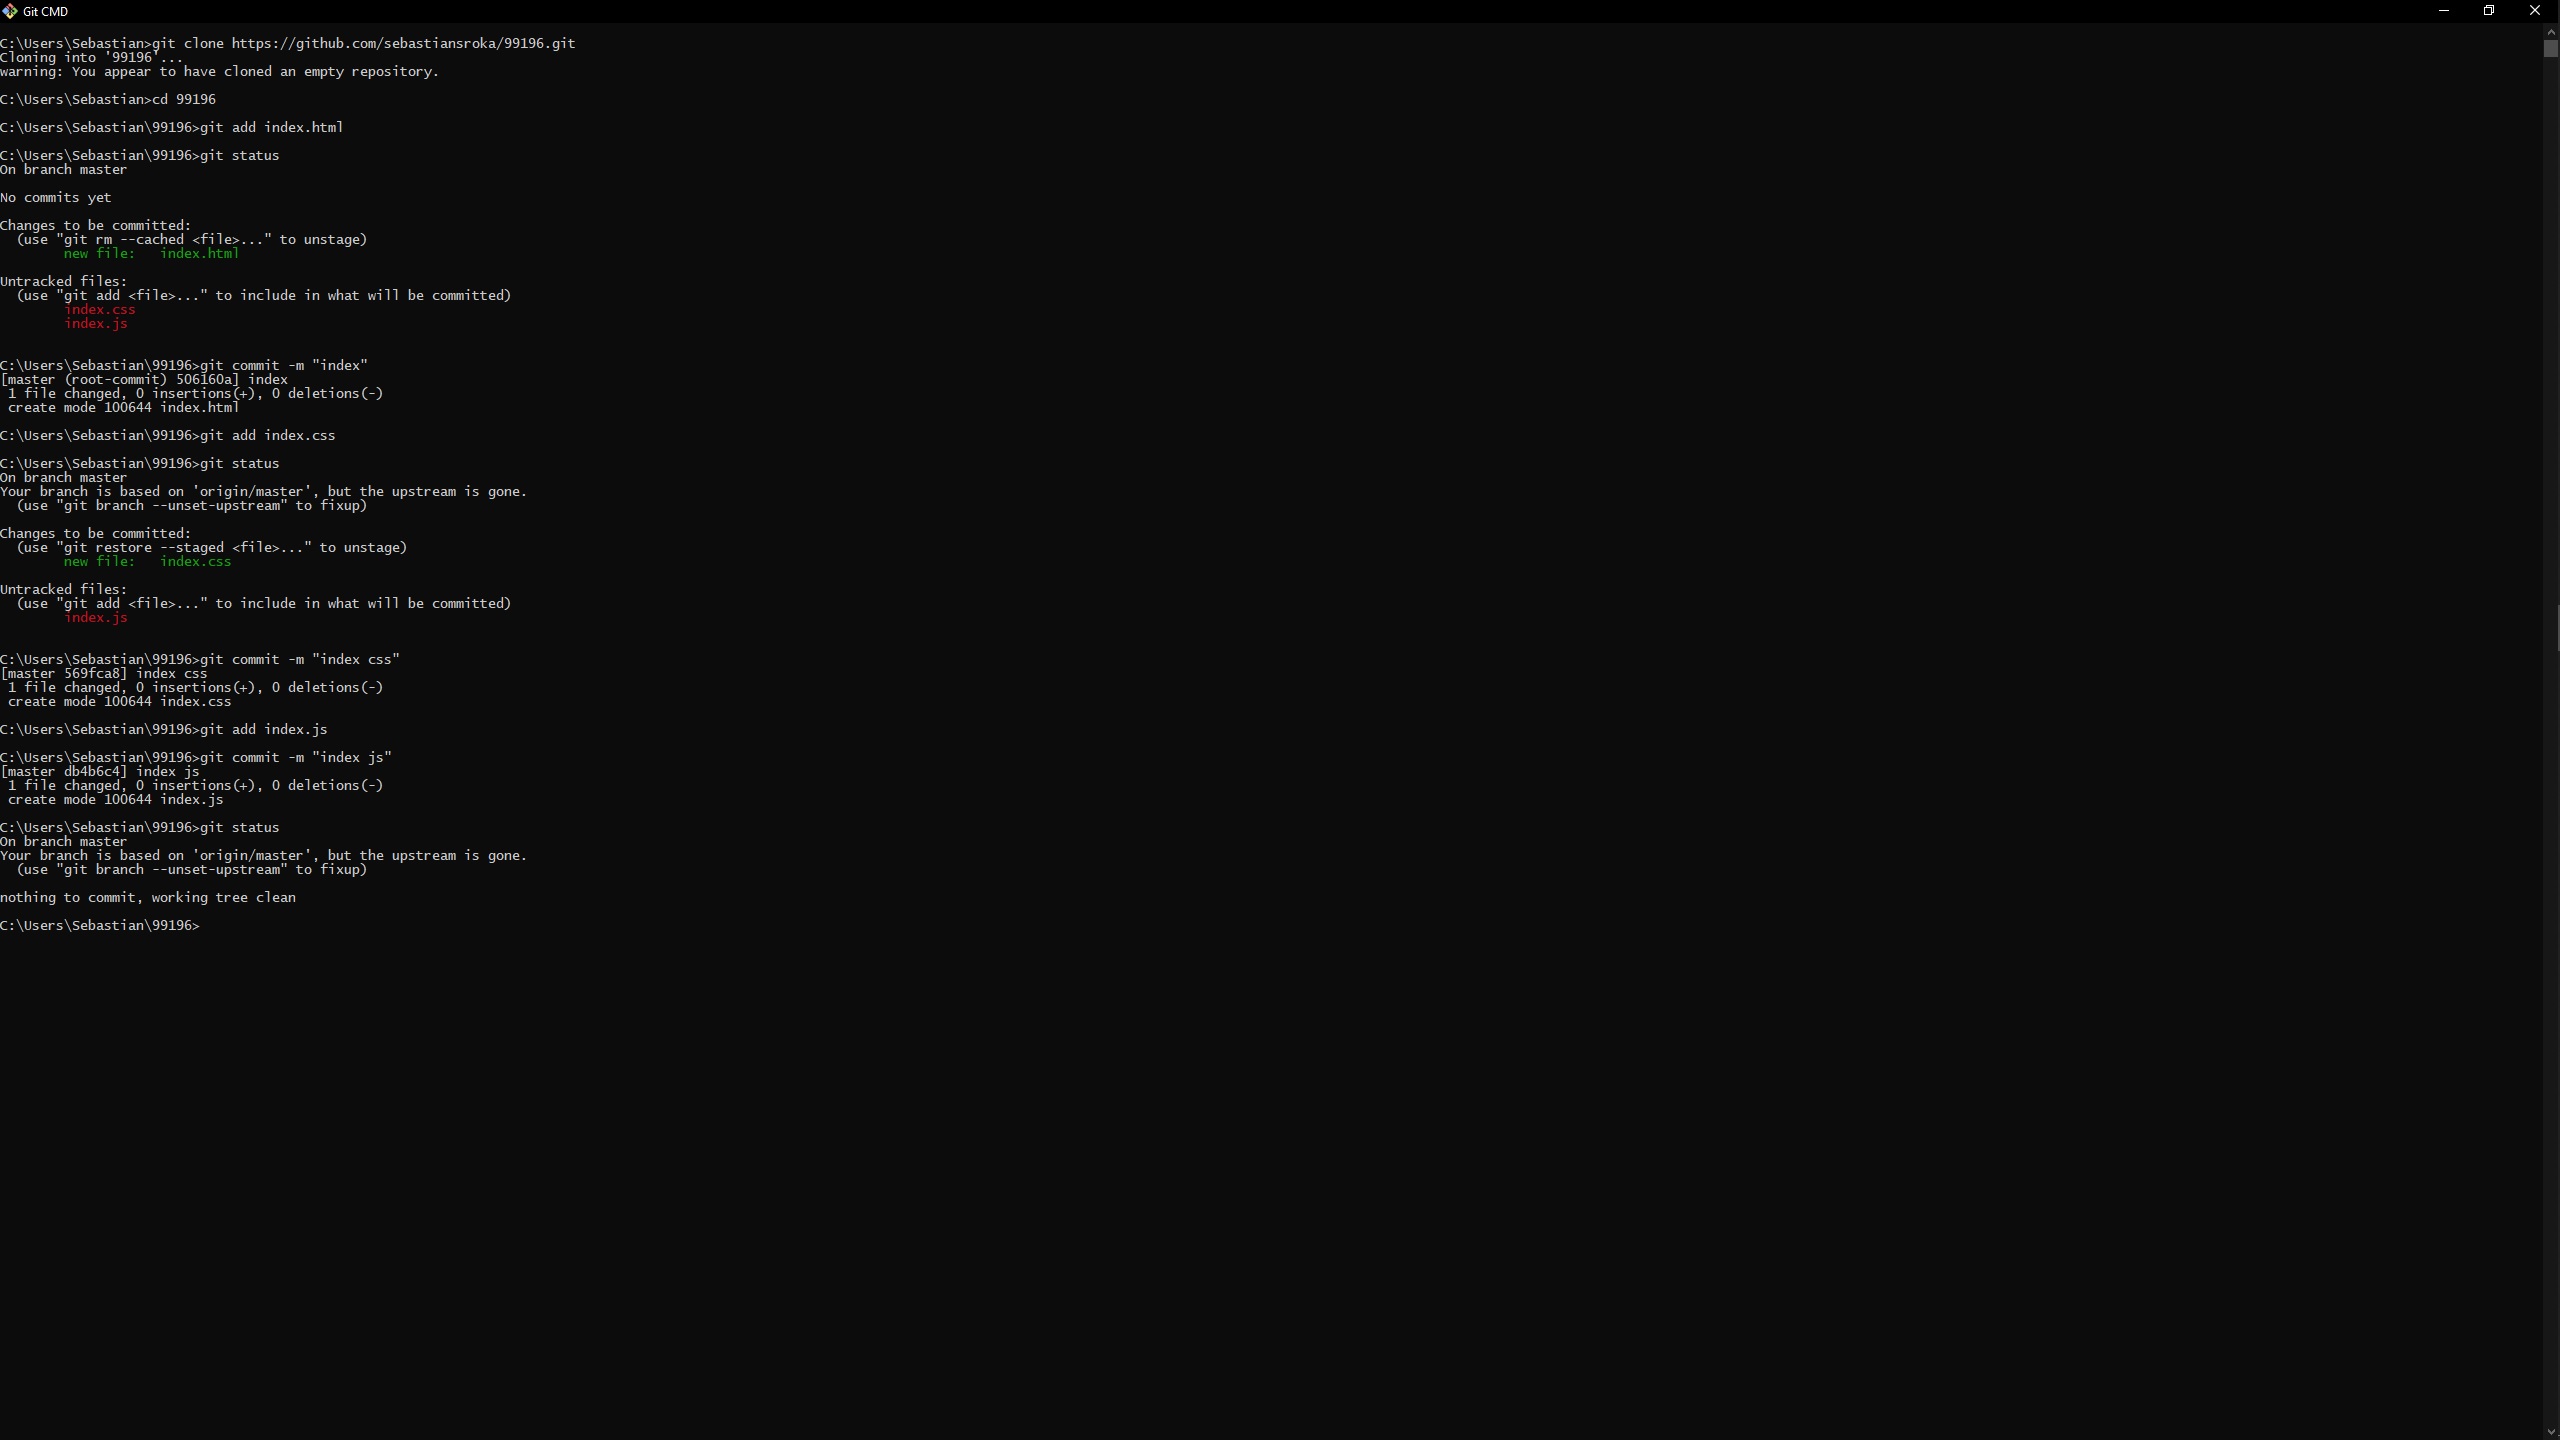 Git CMD
C:\Users\Sebastian>git clone https://github.com/sebastiansroka/99196.git
Cloning into '99196'...
warning: You appear to have cloned an empty repository.
C:\Users\Sebastian>cd 99196
C:\Users\Sebastian\99196>git add index.html
C:\Users\Sebastian\99196>git status
On branch master
No commits yet
Changes to be committed:
  (use "git rm --cached <file>..." to unstage)
        new file:   index.html
Untracked files:
  (use "git add <file>..." to include in what will be committed)
        index.css
        index.js
C:\Users\Sebastian\99196>git commit -m "index"
[master (root-commit) 506160a] index
 1 file changed, 0 insertions(+), 0 deletions(-)
 create mode 100644 index.html
C:\Users\Sebastian\99196>git add index.css
C:\Users\Sebastian\99196>git status
On branch master
Your branch is based on 'origin/master', but the upstream is gone.
  (use "git branch --unset-upstream" to fixup)
Changes to be committed:
  (use "git restore --staged <file>..." to unstage)
        new file:   index.css
Untracked files:
  (use "git add <file>..." to include in what will be committed)
        index.js
C:\Users\Sebastian\99196>git commit -m "index css"
[master 569fca8] index css
 1 file changed, 0 insertions(+), 0 deletions(-)
 create mode 100644 index.css
C:\Users\Sebastian\99196>git add index.js
C:\Users\Sebastian\99196>git commit -m "index js"
[master db4b6c4] index js
 1 file changed, 0 insertions(+), 0 deletions(-)
 create mode 100644 index.js
C:\Users\Sebastian\99196>git status
On branch master
Your branch is based on 'origin/master', but the upstream is gone.
  (use "git branch --unset-upstream" to fixup)
nothing to commit, working tree clean
C:\Users\Sebastian\99196>